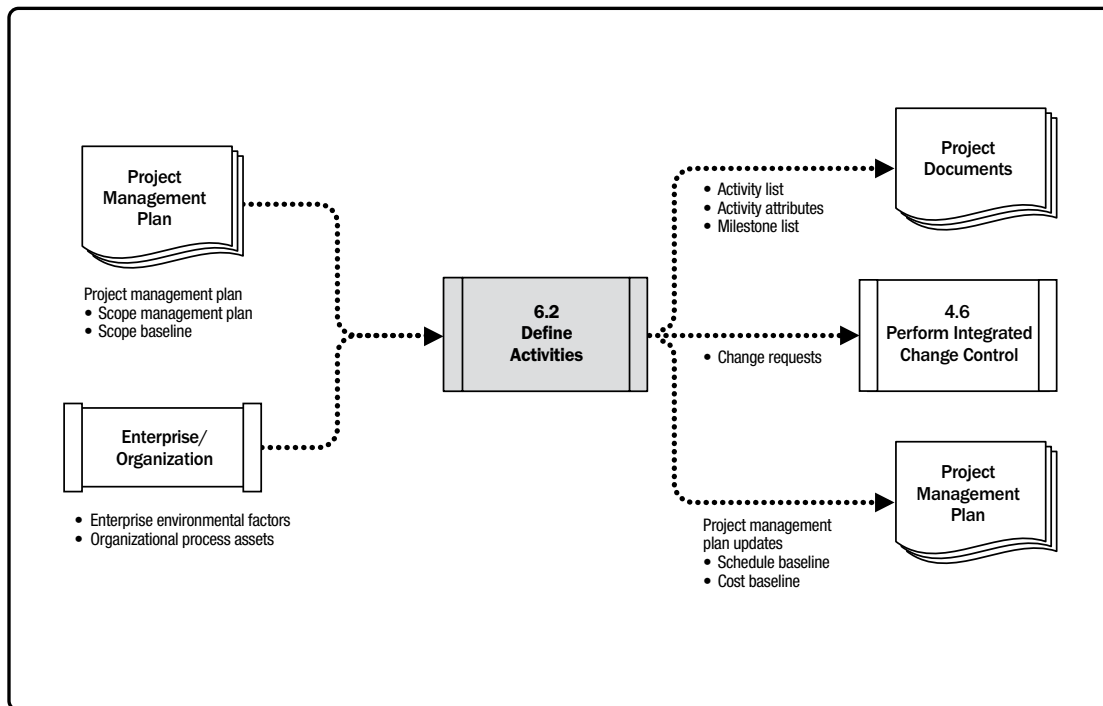 Project
Management
Plan
Project management plan
• Scope management plan
• Scope baseline
Enterprise/
Organization
• Enterprise environmental factors
• Organizational process assets
6.2
Define
Activities
Project
Documents
• Activity list
• Activity attributes
• Milestone list
4.6
Perform Integrated
Change Control
• Change requests
Project
Management
Plan
Project management
plan updates
• Schedule baseline
• Cost baseline